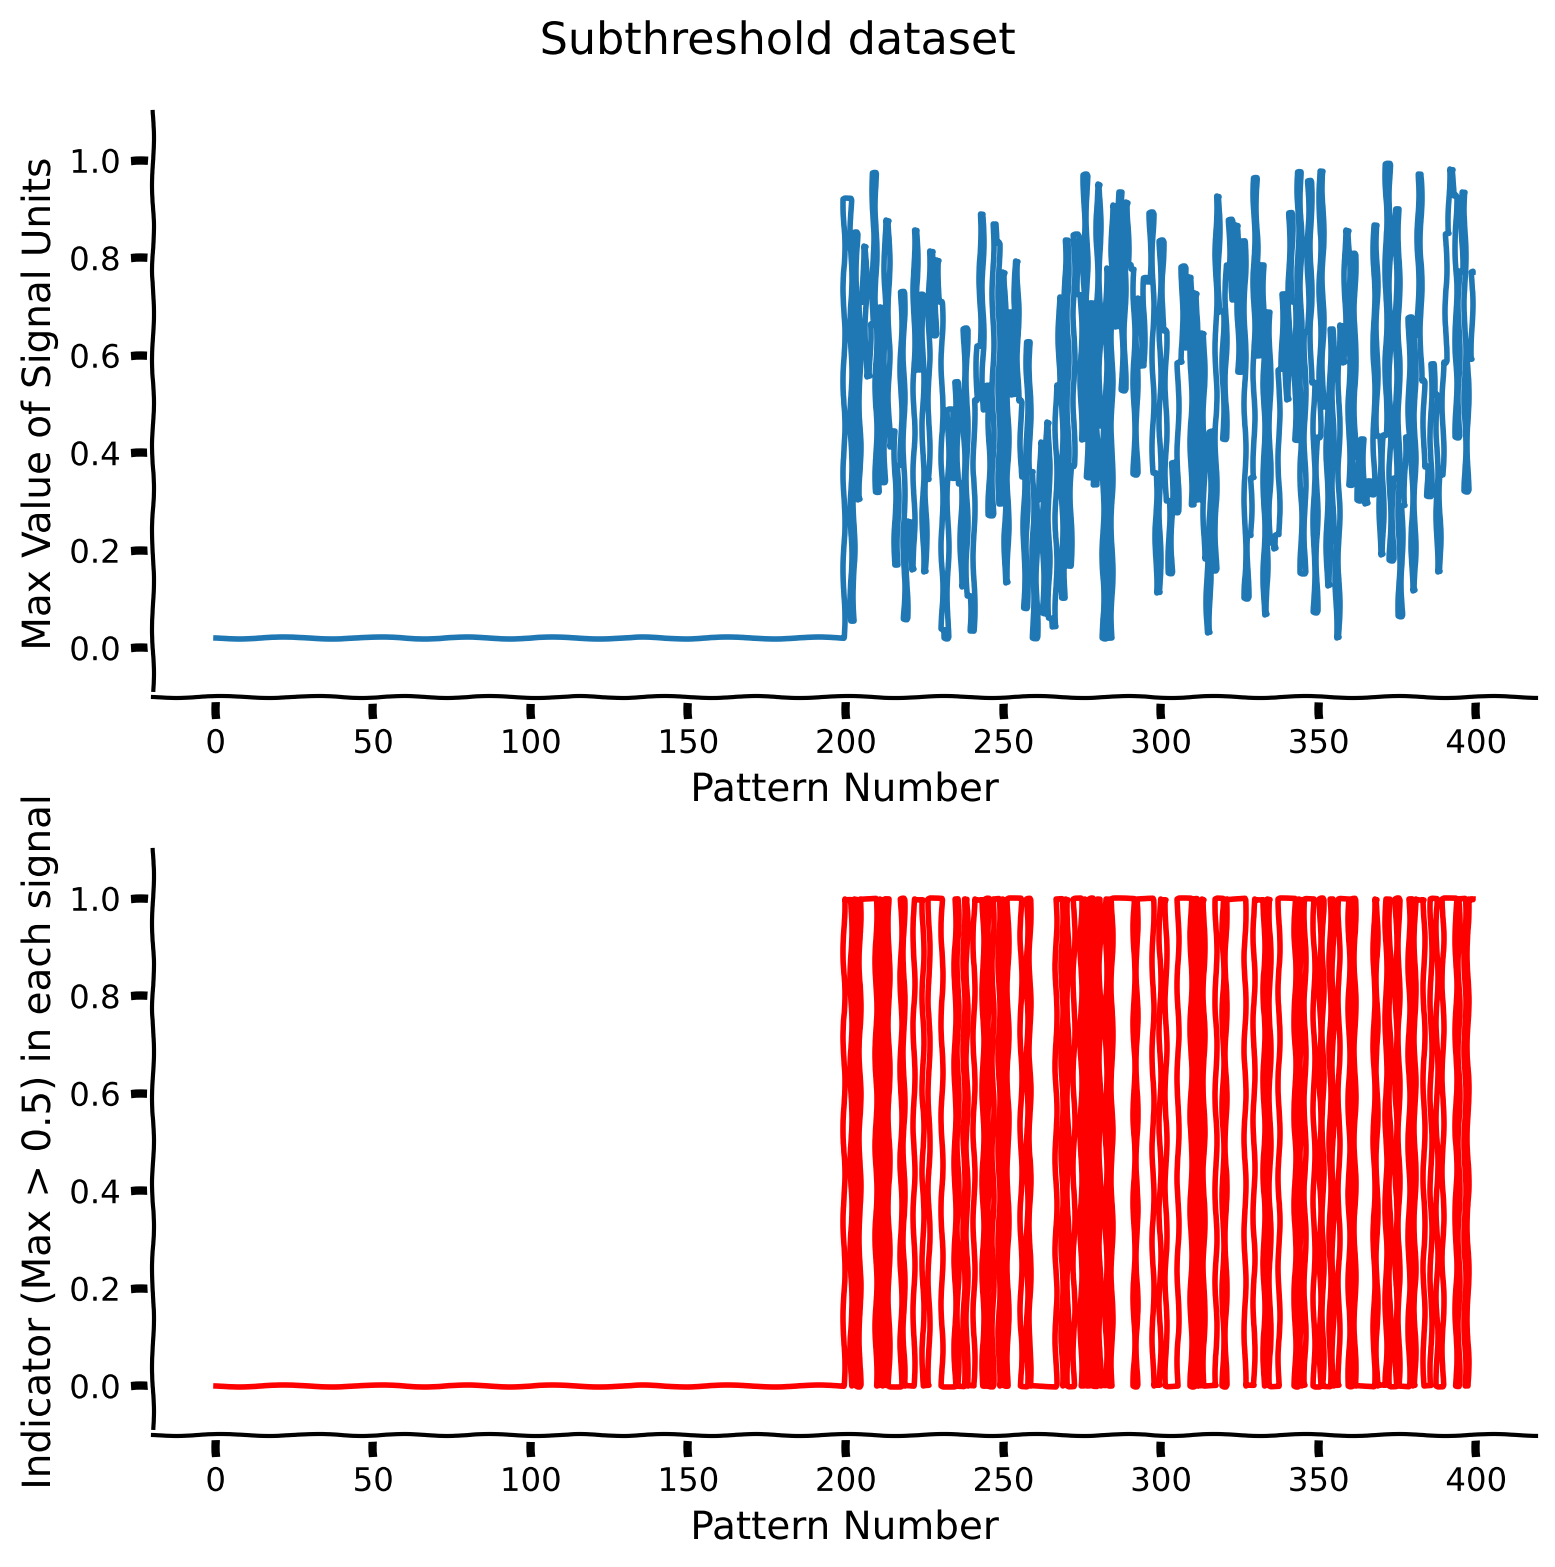 Subthreshold dataset
Max Value of Signal Units
1.0
0.8
0.6
0.4
0.2
0.0
0 50 100 150 200 250 300 350 400
Pattern Number
Indicator (Max > 0.5) in each signal
1.0
0.8
0.6
0.4
0.2
0.0
0 50 100 150 200 250 300 350 400
Pattern Number